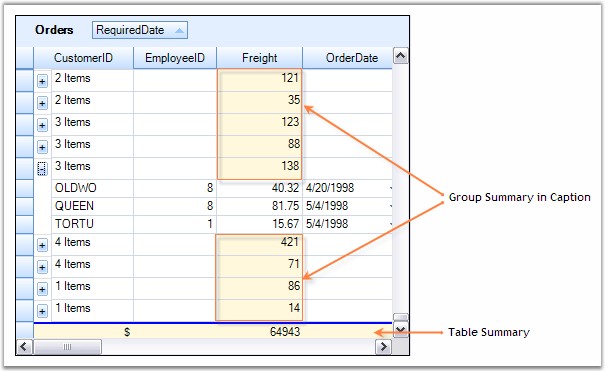 Orders RequiredDate
CustomerID EmployeeID Freight OrderDate
2 Items 121
2 Items 35
3 Items 123
3 Items 88
3 Items 138
OLDWO 8 40.32 4/20/1998
QUEEN 8 81.75 5/4/1998
Group Summary in Caption
TORTU 1 15.67 5/4/1998
4 Items 421
4 Items 71
1 Items 86
1 Items 14
$ 64943 Table Summary